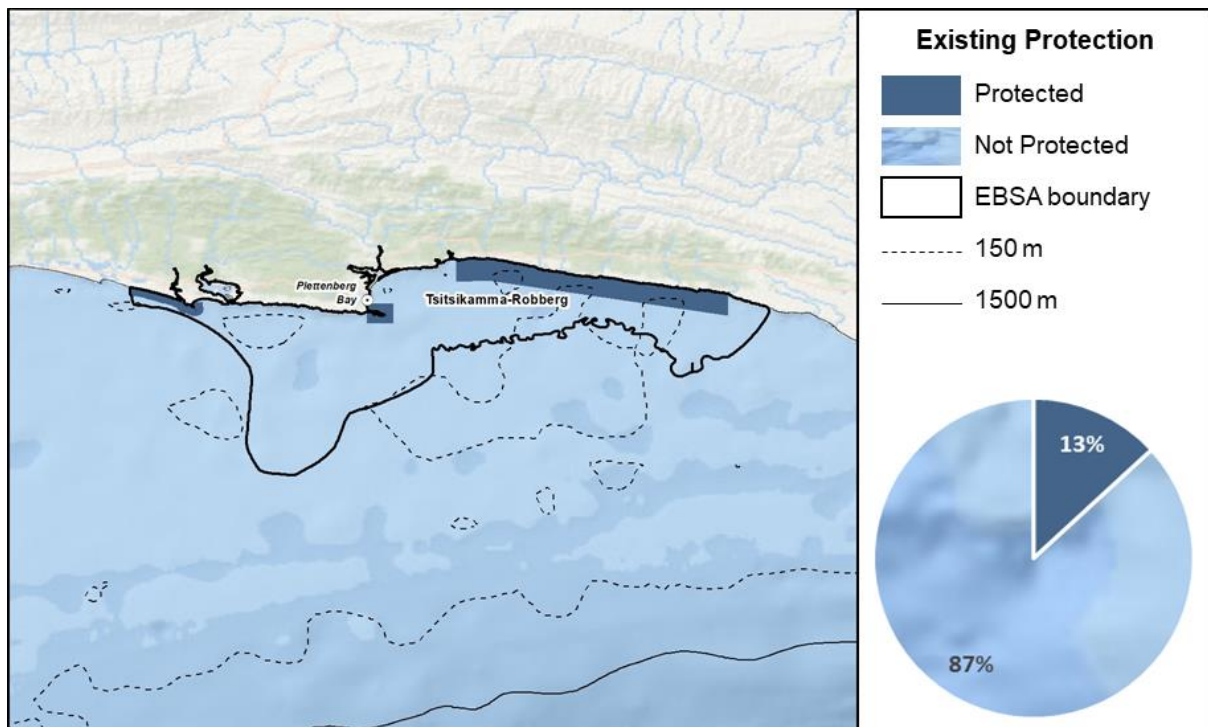 Plettenberg
Bay
Tsitsikamma-Robberg
Existing Protection
Protected
Not Protected
EBSA boundary
150 m
1500 m
13%
87%